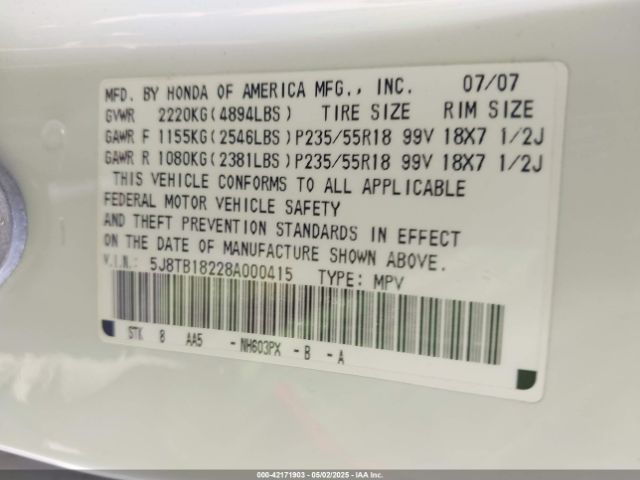 MFD. BY HONDA OF AMERICA MFG., INC. 07/07
GVWR 2220KG(4894LBS) TIRE SIZE RIM SIZE
GAWR F 1155KG(2546LBS)P235/55R18 99V 18X7 1/2J
GAWR R 1080KG(2381LBS)P235/55R18 99V 18X7 1/2J
THIS VEHICLE CONFORMS TO ALL APPLICABLE
FEDERAL MOTOR VEHICLE SAFETY
AND THEFT PREVENTION STANDARDS IN EFFECT
ON THE DATE OF MANUFACTURE SHOWN ABOVE.
V.I.N.: 5J8TB18228A000415 TYPE: MPV
STK 8 AA5 - NH603PX - B - A
000-42171903 - 05/02/2025 - IAA Inc.